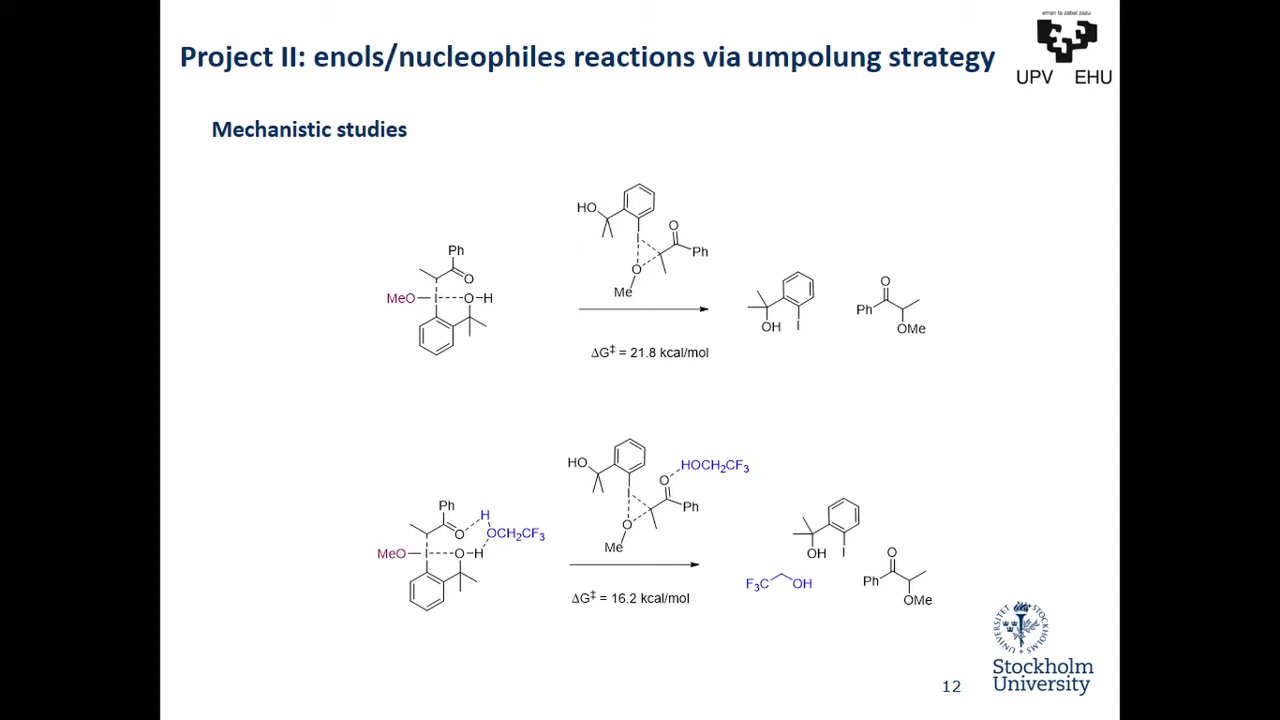 eman ta zabal zazu
UPV EHU
Project II: enols/nucleophiles reactions via umpolung strategy
Mechanistic studies
HO
O
I
Ph
O
Me
Ph
O
MeO
I
O
H
ΔG‡ = 21.8 kcal/mol
OH
I
O
Ph
OMe
HO
HOCH2CF3
O
I
Ph
O
Me
Ph
H
O
OCH2CF3
MeO
I
O
H
ΔG‡ = 16.2 kcal/mol
OH
I
F3C
OH
O
Ph
OMe
Stockholm
University
12